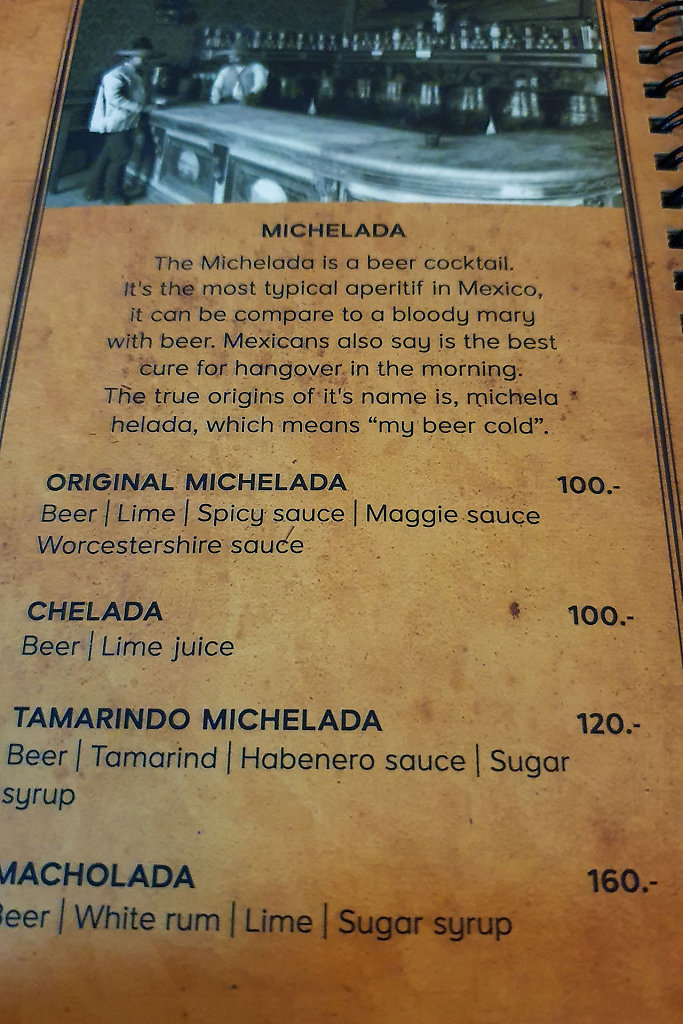 MICHELADA
The Michelada is a beer cocktail.
It's the most typical aperitif in Mexico,
it can be compare to a bloody mary
with beer. Mexicans also say is the best
cure for hangover in the morning.
The true origins of it's name is, michela
helada, which means “my beer cold”.
ORIGINAL MICHELADA 100.-
Beer | Lime | Spicy sauce | Maggie sauce
Worcestershire sauce
CHELADA 100.-
Beer | Lime juice
TAMARINDO MICHELADA 120.-
Beer | Tamarind | Habenero sauce | Sugar
syrup
MACHOLADA 160.-
Beer | White rum | Lime | Sugar syrup